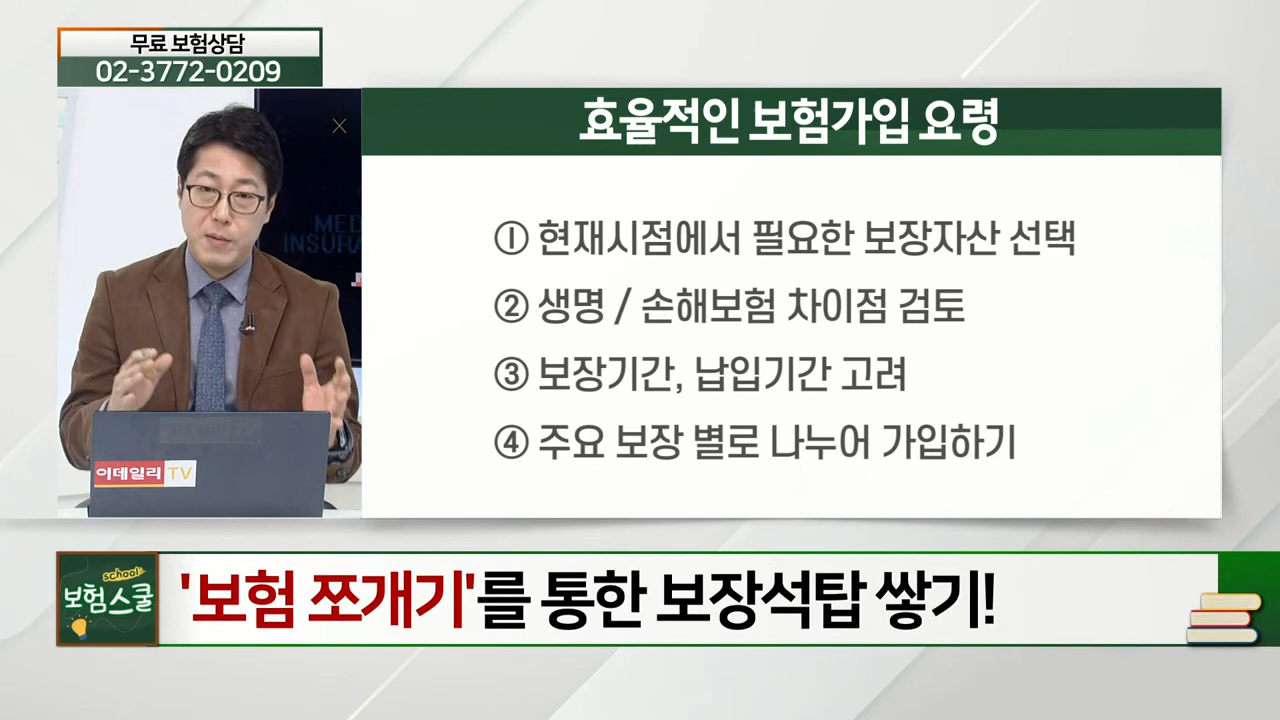 무료 보험상담
02-3772-0209
효율적인 보험가입 요령
① 현재시점에서 필요한 보장자산 선택
② 생명 / 손해보험 차이점 검토
③ 보장기간, 납입기간 고려
④ 주요 보장 별로 나누어 가입하기
이데일리 TV
school
보험스쿨
'보험 쪼개기'를 통한 보장석탑 쌓기!